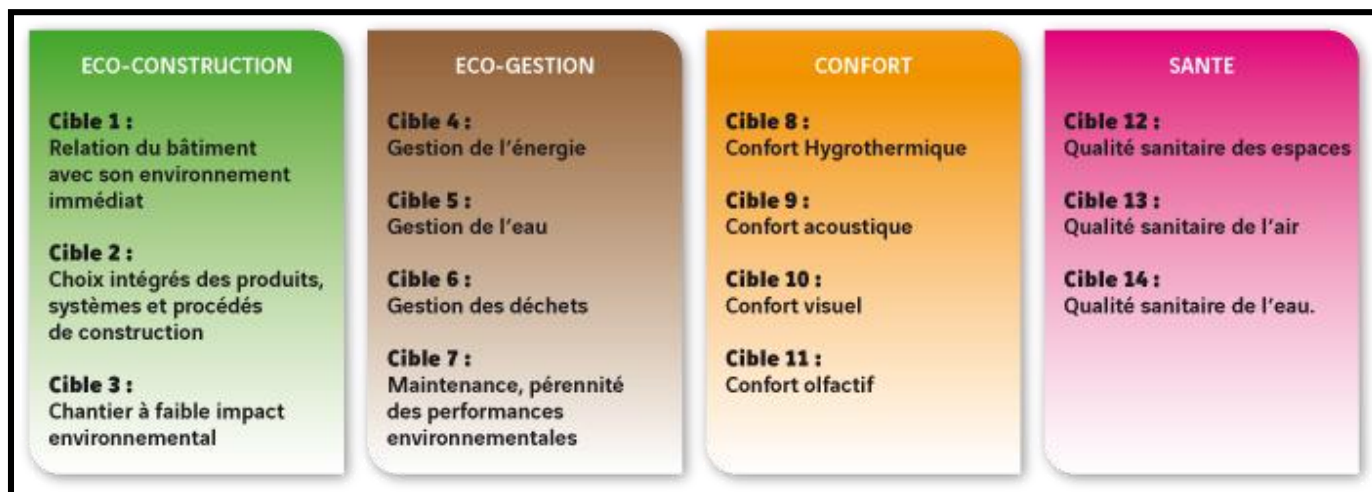 ECO-CONSTRUCTION
Cible 1 :
Relation du bâtiment
avec son environnement
immédiat
Cible 2 :
Choix intégrés des produits,
systèmes et procédés
de construction
Cible 3 :
Chantier à faible impact
environnemental
ECO-GESTION
Cible 4 :
Gestion de l’énergie
Cible 5 :
Gestion de l’eau
Cible 6 :
Gestion des déchets
Cible 7 :
Maintenance, pérennité
des performances
environnementales
CONFORT
Cible 8 :
Confort Hygrothermique
Cible 9 :
Confort acoustique
Cible 10 :
Confort visuel
Cible 11 :
Confort olfactif
SANTE
Cible 12 :
Qualité sanitaire des espaces
Cible 13 :
Qualité sanitaire de l’air
Cible 14 :
Qualité sanitaire de l’eau.